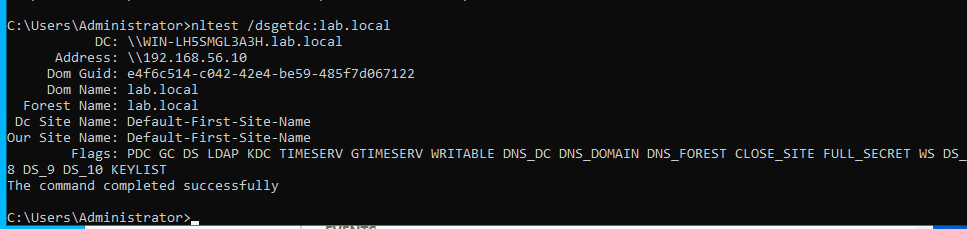 C:\Users\Administrator>nltest /dsgetdc:lab.local
DC: \\WIN-LH5SMGL3A3H.lab.local
Address: \\192.168.56.10
Dom Guid: e4f6c514-c042-42e4-be59-485f7d067122
Dom Name: lab.local
Forest Name: lab.local
Dc Site Name: Default-First-Site-Name
Our Site Name: Default-First-Site-Name
Flags: PDC GC DS LDAP KDC TIMESERV GTIMESERV WRITABLE DNS_DC DNS_DOMAIN DNS_FOREST CLOSE_SITE FULL_SECRET WS DS_
8 DS_9 DS_10 KEYLIST
The command completed successfully
C:\Users\Administrator>